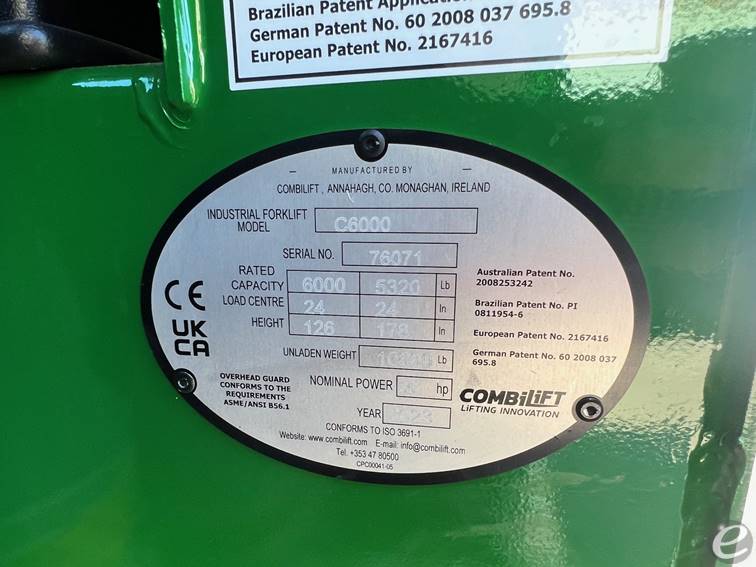 Brazilian Patent
German Patent No. 60 2008 037 695.8
European Patent No. 2167416
MANUFACTURED BY
COMBILIFT , ANNAHAGH, CO. MONAGHAN, IRELAND
INDUSTRIAL FORKLIFT MODEL C6000
SERIAL NO. 76071
RATED CAPACITY 6000 5320 Lb
LOAD CENTRE 24 24 In
HEIGHT 126 178 In
UNLADEN WEIGHT Lb
NOMINAL POWER hp
YEAR
CONFORMS TO ISO 3691-1
Website: www.combilift.com E-mail: info@combilift.com
Tel. +353 47 80500
CPC00041-05
CE
UK
CA
OVERHEAD GUARD
CONFORMS TO THE
REQUIREMENTS
ASME/ANSI B56.1
Australian Patent No.
2008253242
Brazilian Patent No. PI
0811954-6
European Patent No. 2167416
German Patent No. 60 2008 037
695.8
COMBiLiFT
LIFTING INNOVATION
e